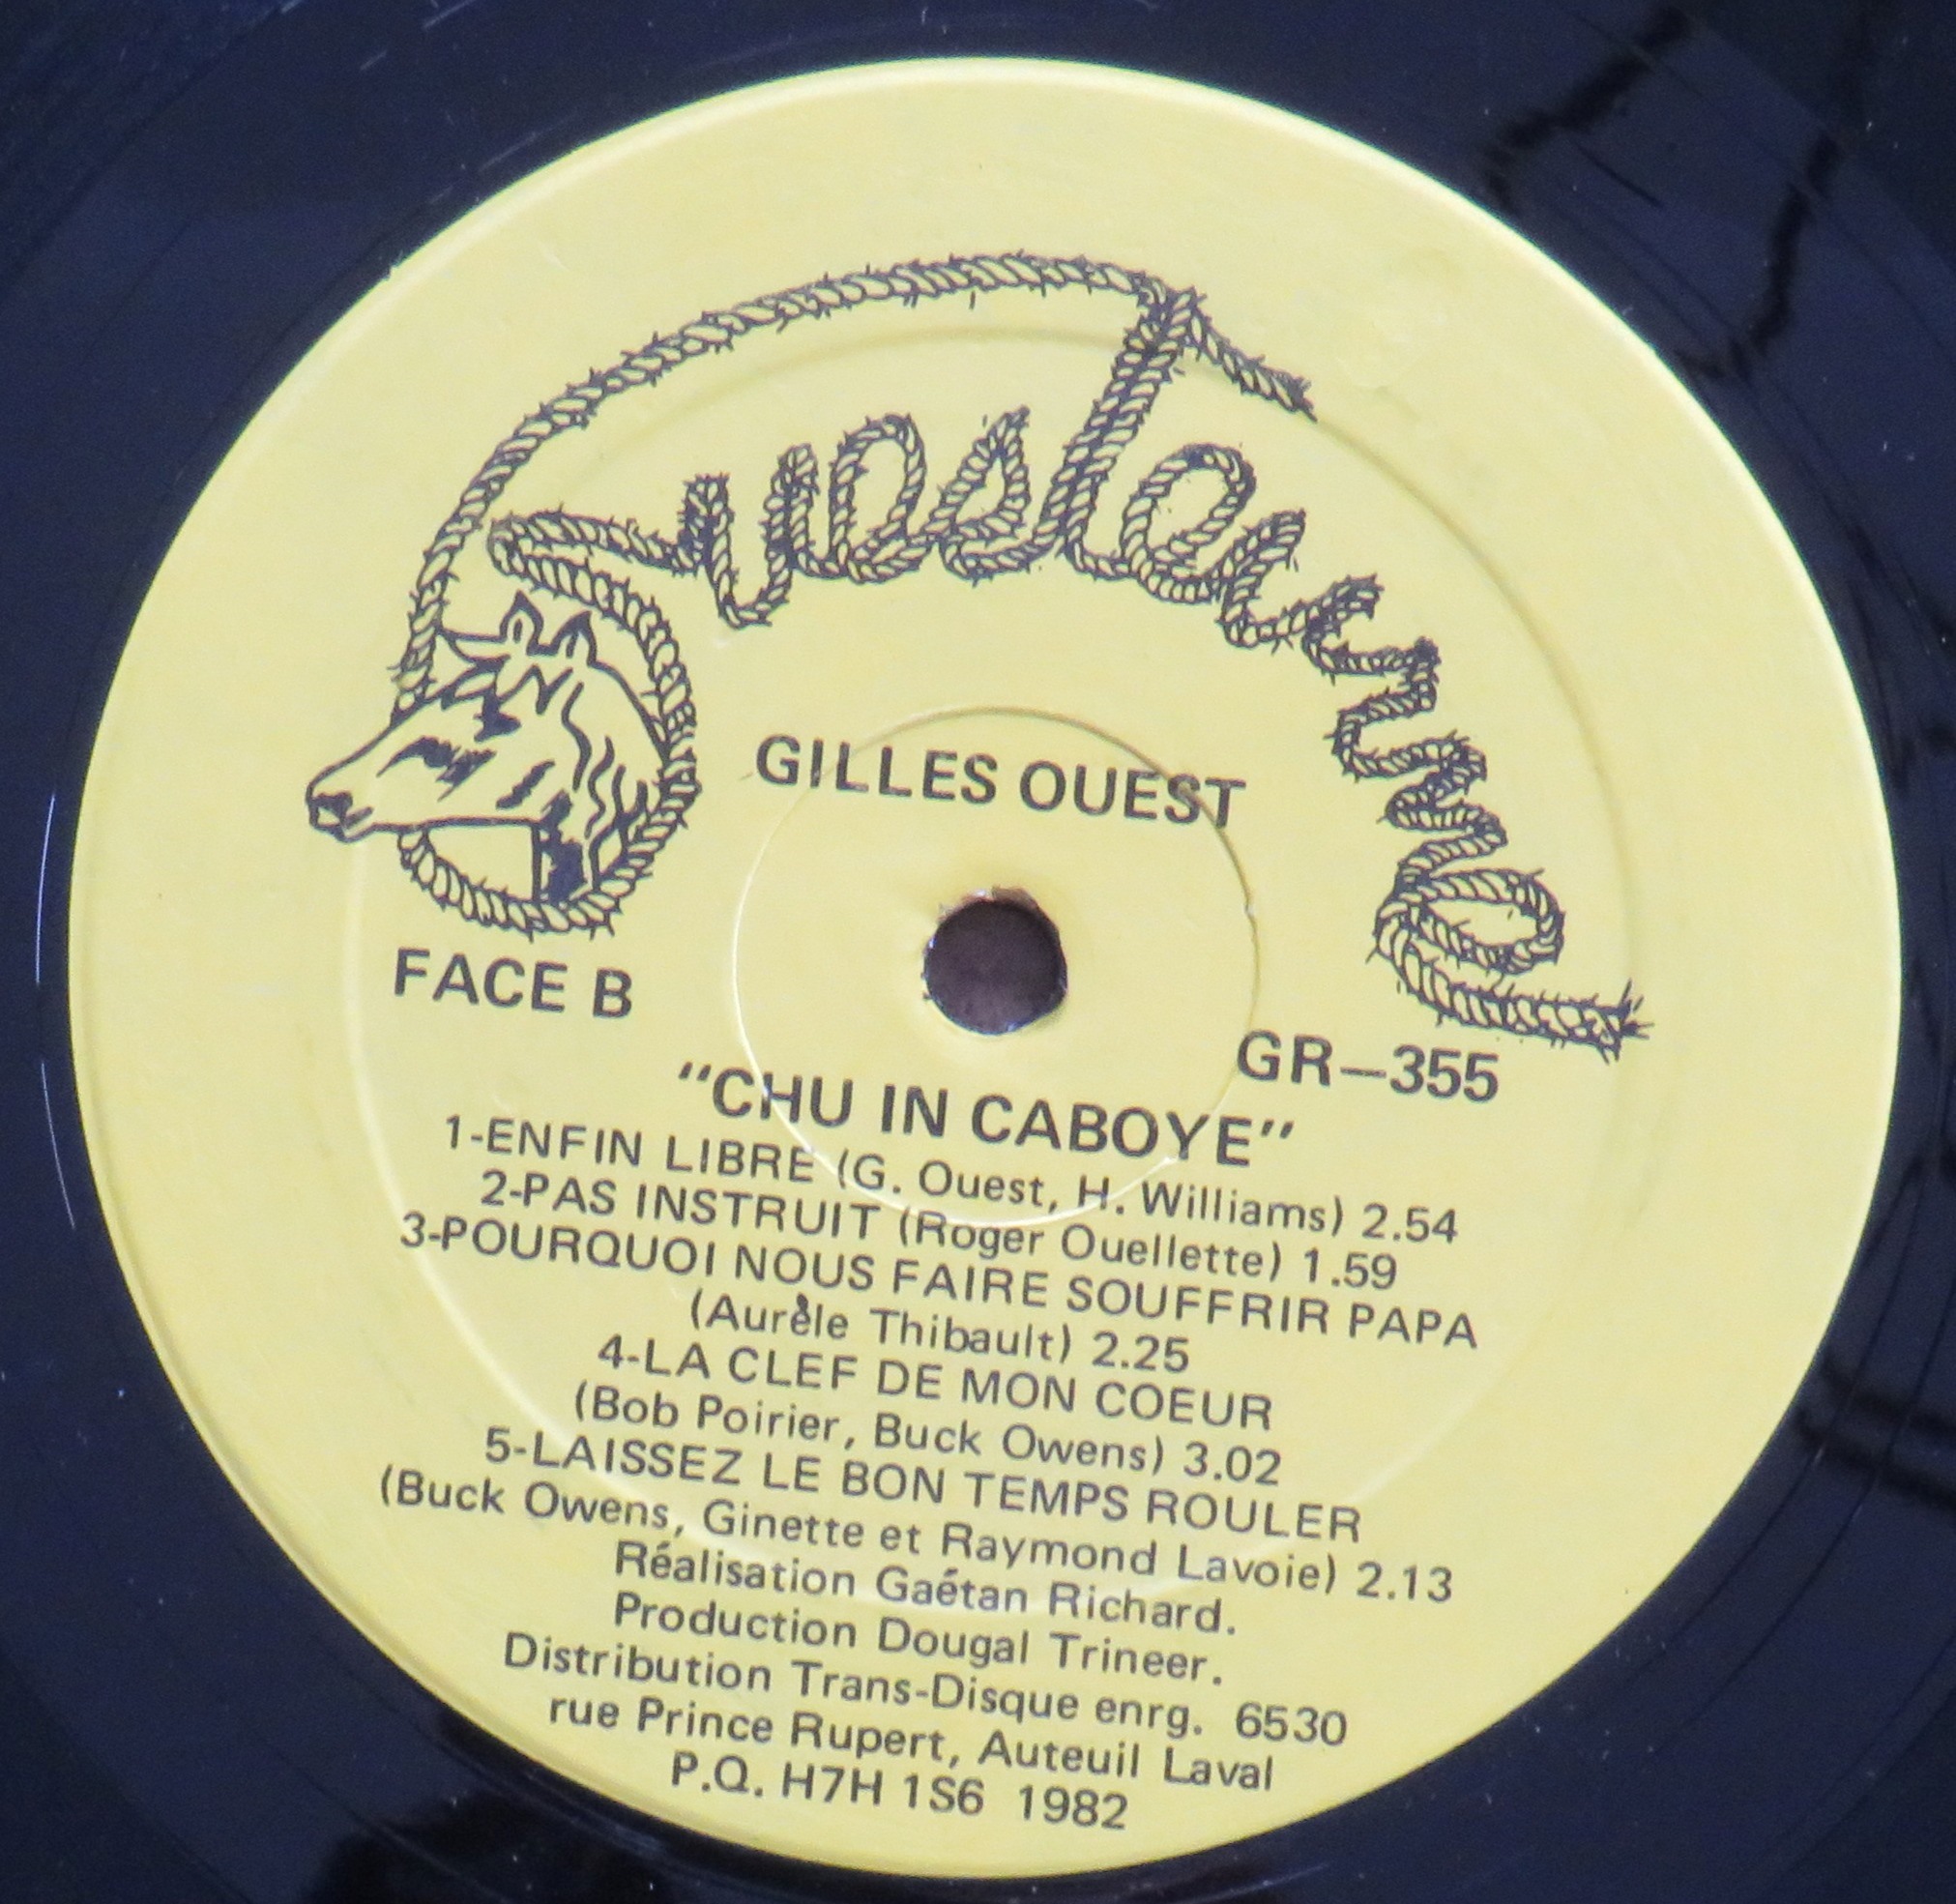 Westerne
GILLES OUEST
FACE B
GR—355
"CHU IN CABOYE"
1-ENFIN LIBRE (G. Ouest, H. Williams) 2.54
2-PAS INSTRUIT (Roger Ouellette) 1.59
3-POURQUOI NOUS FAIRE SOUFFRIR PAPA
(Aurèle Thibault) 2.25
4-LA CLEF DE MON COEUR
(Bob Poirier, Buck Owens) 3.02
5-LAISSEZ LE BON TEMPS ROULER
(Buck Owens, Ginette et Raymond Lavoie) 2.13
Réalisation Gaétan Richard.
Production Dougal Trineer.
Distribution Trans-Disque enrg. 6530
rue Prince Rupert, Auteuil Laval
P.Q. H7H 1S6 1982